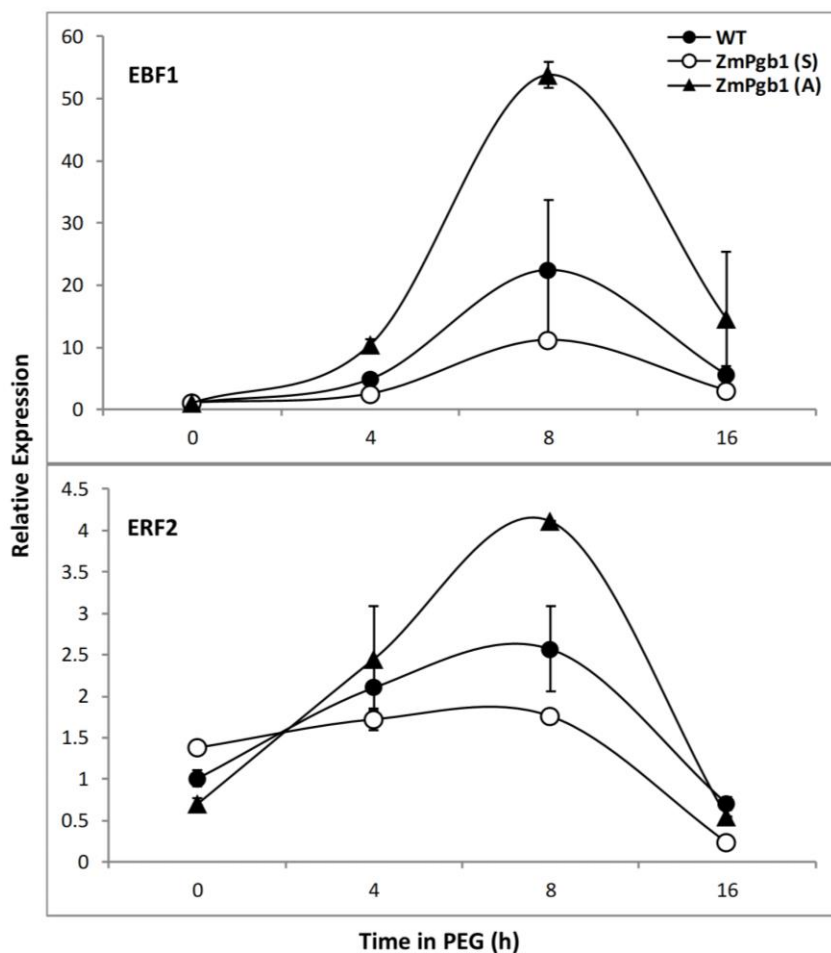 60
50
40
30
20
10
0
EBF1
WT
ZmPgb1 (S)
ZmPgb1 (A)
0 4 8 16
Relative Expression
4.5
4
3.5
3
2.5
2
1.5
1
0.5
0
ERF2
0 4 8 16
Time in PEG (h)